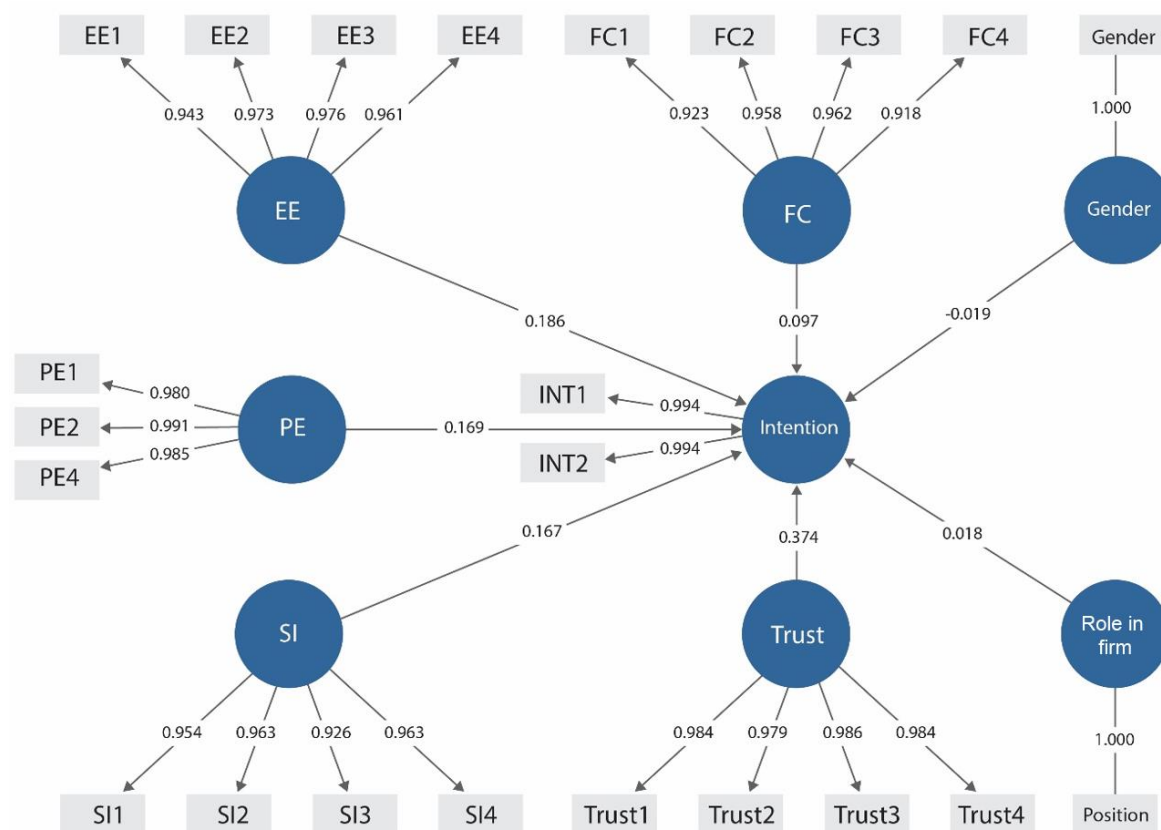 EE1
EE2
EE3
EE4
FC1
FC2
FC3
FC4
Gender
0.943
0.973
0.976
0.961
0.923
0.958
0.962
0.918
1.000
EE
FC
Gender
0.186
0.097
-0.019
PE1
PE2
PE4
0.980
0.991
0.985
PE
0.169
INT1
INT2
0.994
0.994
Intention
0.167
0.374
0.018
SI
Trust
Role in
firm
0.954
0.963
0.926
0.963
0.984
0.979
0.986
0.984
1.000
SI1
SI2
SI3
SI4
Trust1
Trust2
Trust3
Trust4
Position